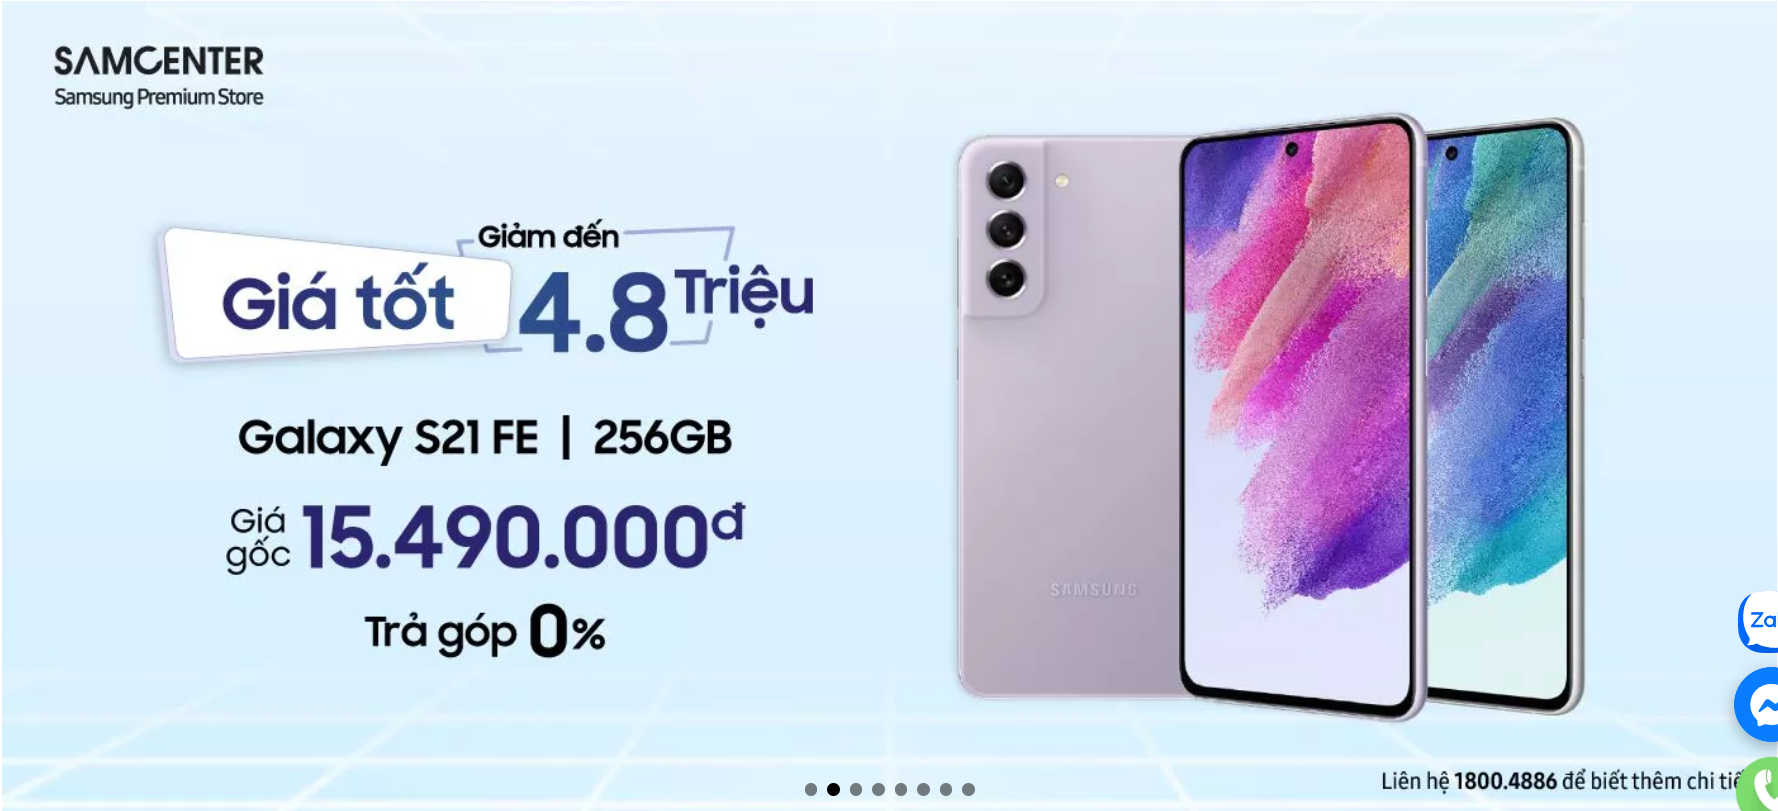 SAMCENTER
Samsung Premium Store
Giảm đến
Giá tốt 4.8 Triệu
Galaxy S21 FE | 256GB
Giá gốc 15.490.000đ
Trả góp 0%
SAMSUNG
Liên hệ 1800.4886 để biết thêm chi
Za